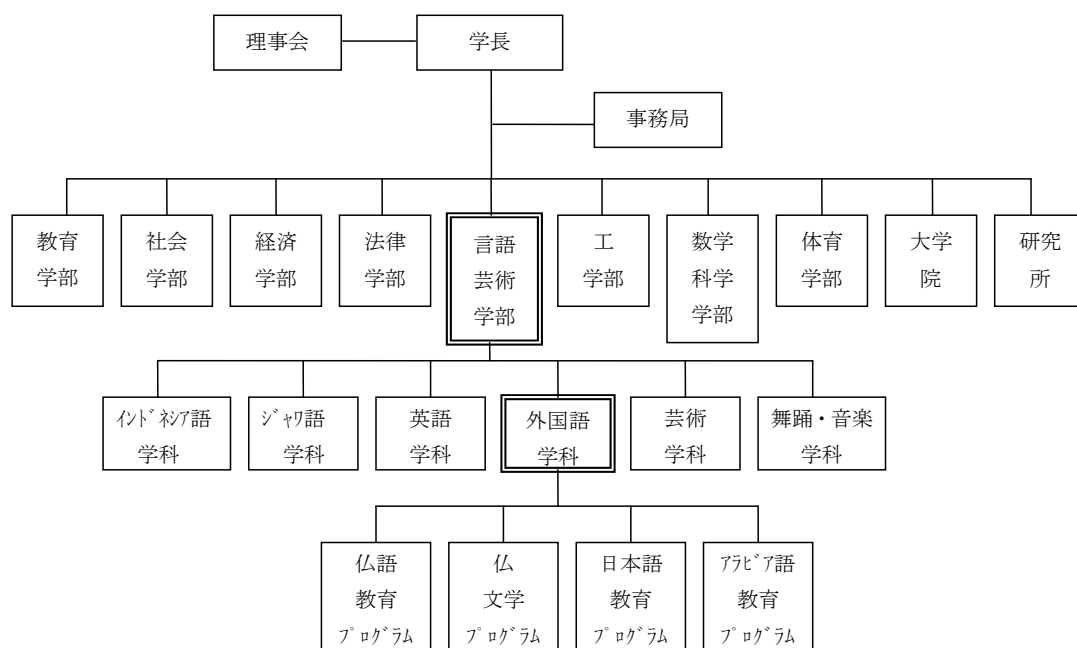 理事会
学長
事務局
教育
学部
社会
学部
経済
学部
法律
学部
言語
芸術
学部
工
学部
数学
科学
学部
体育
学部
大学
院
研究
所
ｲﾝﾄﾞﾈｼｱ語
学科
ｼﾞｬﾜ語
学科
英語
学科
外国語
学科
芸術
学科
舞踊・音楽
学科
仏語
教育
ﾌﾟﾛｸﾞﾗﾑ
仏
文学
ﾌﾟﾛｸﾞﾗﾑ
日本語
教育
ﾌﾟﾛｸﾞﾗﾑ
ｱﾗﾋﾞｱ語
教育
ﾌﾟﾛｸﾞﾗﾑ